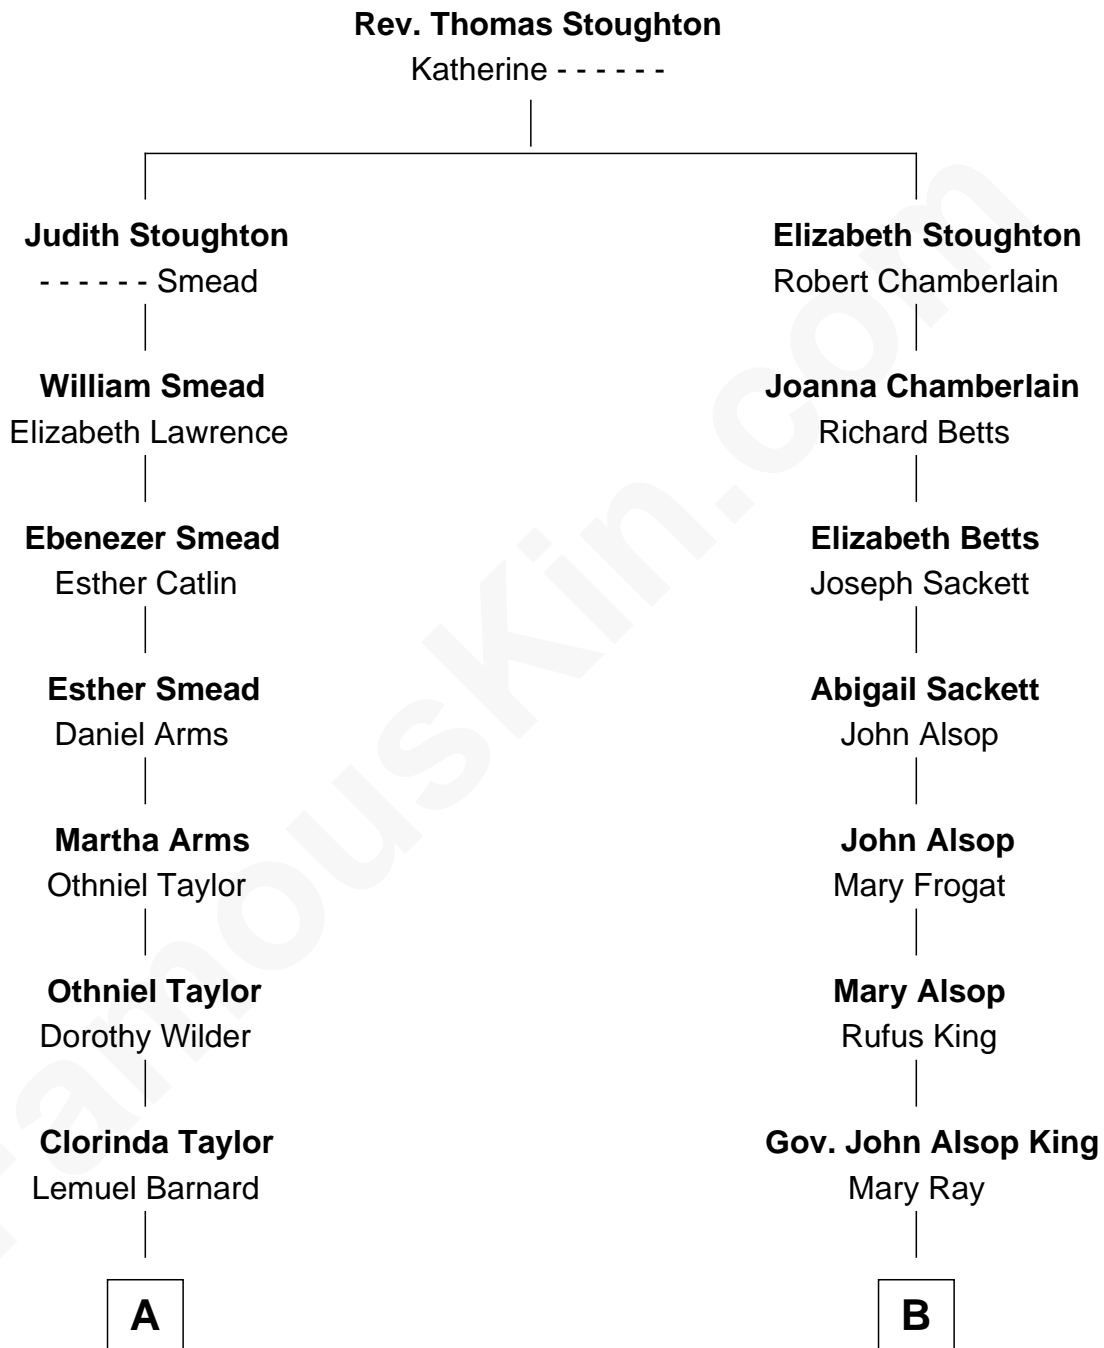 Rev. Thomas Stoughton
Katherine - - - - - -
Judith Stoughton
- - - - - - Smead
William Smead
Elizabeth Lawrence
Ebenezer Smead
Esther Catlin
Esther Smead
Daniel Arms
Martha Arms
Othniel Taylor
Othniel Taylor
Dorothy Wilder
Clorinda Taylor
Lemuel Barnard
A
Elizabeth Stoughton
Robert Chamberlain
Joanna Chamberlain
Richard Betts
Elizabeth Betts
Joseph Sackett
Abigail Sackett
John Alsop
John Alsop
Mary Frogat
Mary Alsop
Rufus King
Gov. John Alsop King
Mary Ray
B
FamousKin.com